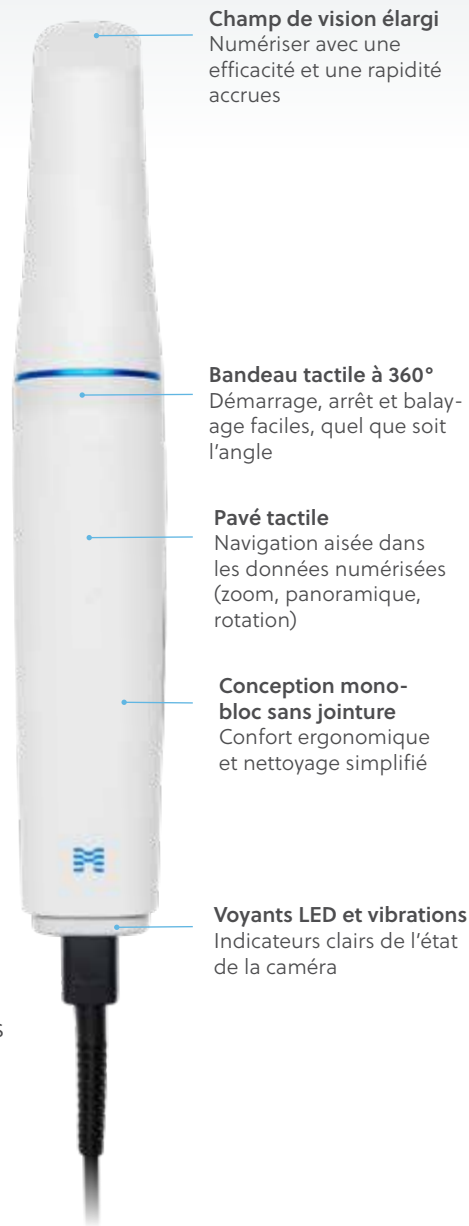 Champ de vision élargi
Numériser avec une
efficacité et une rapidité
accrues
Bandeau tactile à 360°
Démarrage, arrêt et balay-
age faciles, quel que soit
l'angle
Pavé tactile
Navigation aisée dans
les données numérisées
(zoom, panoramique,
rotation)
Conception mono-
bloc sans jointure
Confort ergonomique
et nettoyage simplifié
Voyants LED et vibrations
Indicateurs clairs de l'état
de la caméra
s